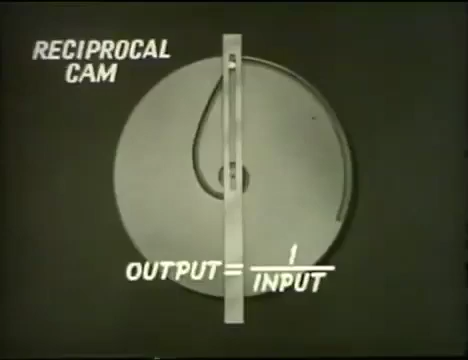 RECIPROCAL
CAM
OUTPUT = 1
INPUT